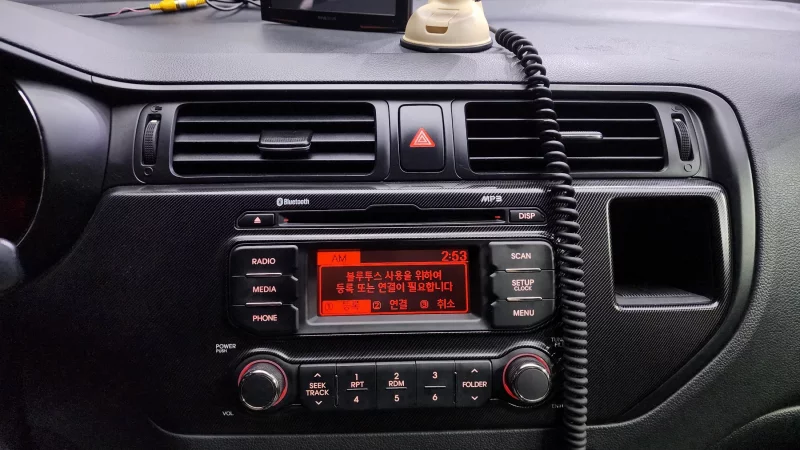 Bluetooth
MP3
DISP
RADIO
MEDIA
PHONE
AM 2:53
블루투스 사용을 위하여
등록 또는 연결이 필요합니다
① 등록 ② 연결 ③ 취소
SCAN
SETUP
CLOCK
MENU
POWER
PUSH
VOL
SEEK
TRACK
1 RPT 4
2 RDM 5
3 6
FOLDER